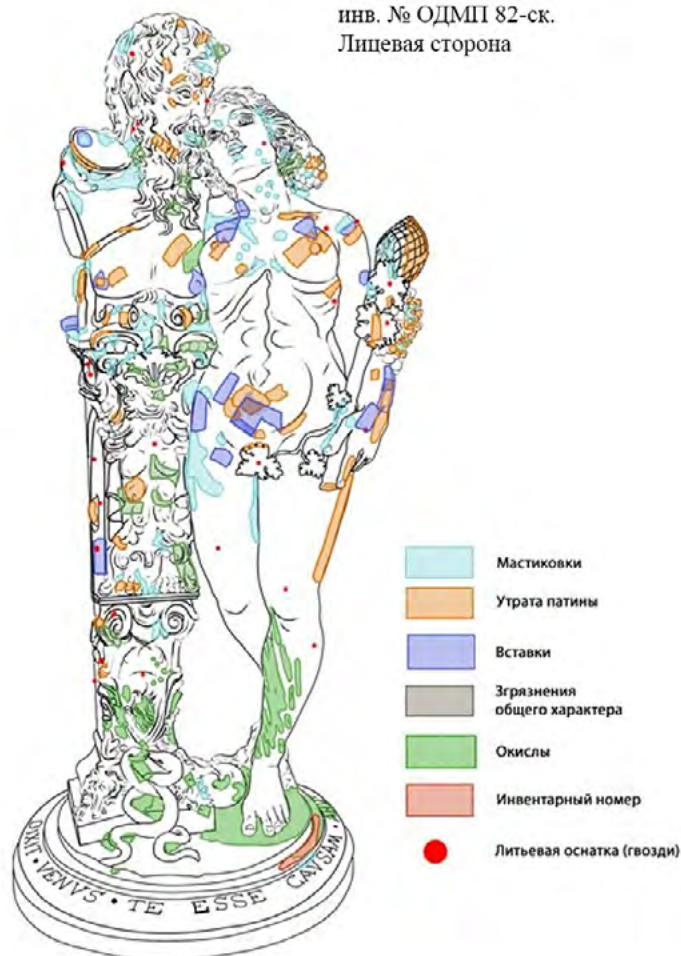 инв. № ОДМП 82-ск.
Лицевая сторона
Мастиковки
Утрата патины
Вставки
Згрязнения
общего характера
Окислы
Инвентарный номер
Литьевая оснатка (гвозди)
DIXIT • VENVS • TE ESSE CAVSAM •